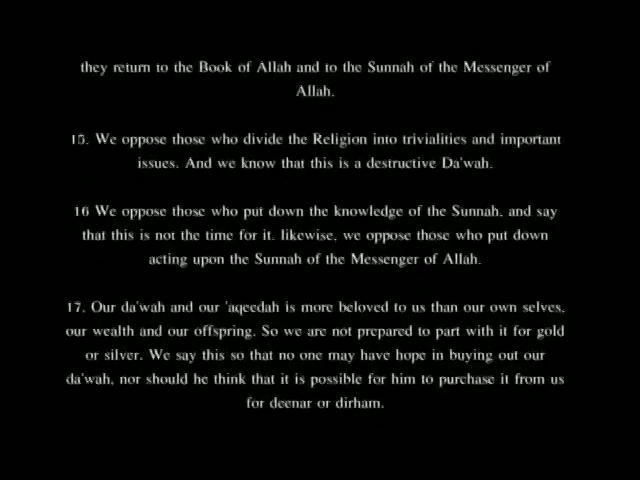 they return to the Book of Allah and to the Sunnah of the Messenger of
Allah.
15. We oppose those who divide the Religion into trivialities and important
issues. And we know that this is a destructive Da'wah.
16 We oppose those who put down the knowledge of the Sunnah, and say
that this is not the time for it. likewise, we oppose those who put down
acting upon the Sunnah of the Messenger of Allah.
17. Our da'wah and our 'aqeedah is more beloved to us than our own selves,
our wealth and our offspring. So we are not prepared to part with it for gold
or silver. We say this so that no one may have hope in buying out our
da'wah, nor should he think that it is possible for him to purchase it from us
for deenar or dirham.